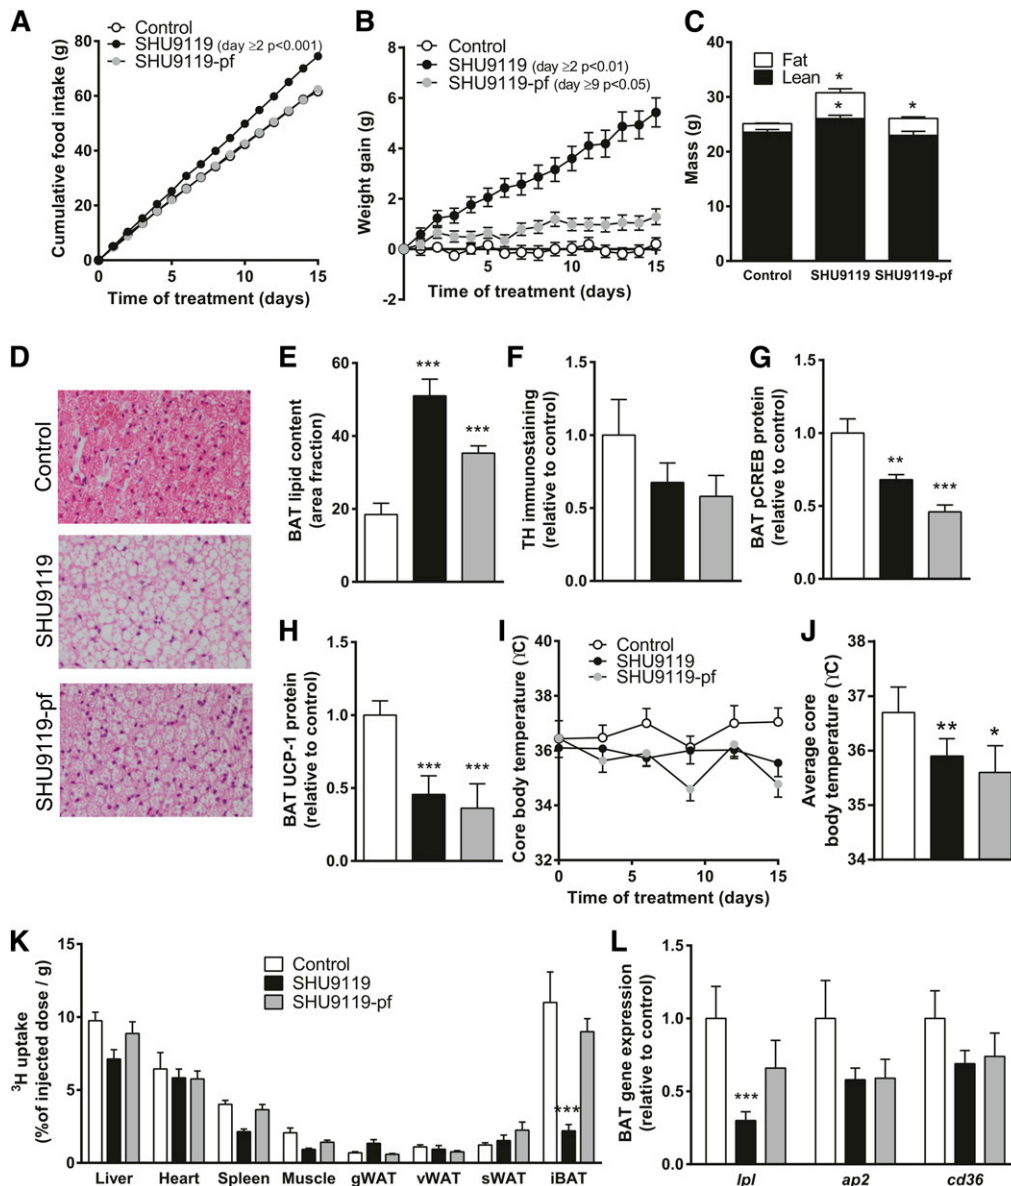 A
Control
SHU9119 (day ≥2 p<0.001)
SHU9119-pf
Cumulative food intake (g)
80
60
40
20
0
0 5 10 15
Time of treatment (days)
B
Control
SHU9119 (day ≥2 p<0.01)
SHU9119-pf (day ≥9 p<0.05)
Weight gain (g)
6
4
2
0
-2
5 10 15
Time of treatment (days)
C
Fat
Lean
Mass (g)
40
30
20
10
0
* * *
Control SHU9119 SHU9119-pf
D
Control
SHU9119
SHU9119-pf
E
BAT lipid content
(area fraction)
60
40
20
0
*** ***
F
TH immunostaining
(relative to control)
1.5
1.0
0.5
0.0
G
BAT pCREB protein
(relative to control)
1.5
1.0
0.5
0.0
** ***
H
BAT UCP-1 protein
(relative to control)
1.5
1.0
0.5
0.0
*** ***
I
Control
SHU9119
SHU9119-pf
Core body temperature (ϒC)
40
38
36
34
32
0 5 10 15
Time of treatment (days)
J
Average core
body temperature (ϒC)
38
37
36
35
34
** *
K
Control
SHU9119
SHU9119-pf
³H uptake
(%of injected dose / g)
15
10
5
0
***
Liver Heart Spleen Muscle gWAT vWAT sWAT iBAT
L
BAT gene expression
(relative to control)
1.5
1.0
0.5
0.0
***
lpl ap2 cd36